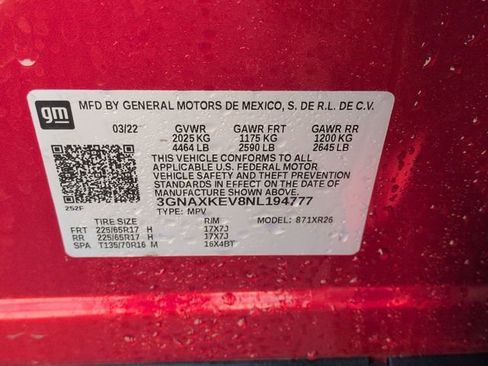 gm MFD BY GENERAL MOTORS DE MEXICO, S. DE R.L. DE C.V.
03/22 GVWR GAWR FRT GAWR RR
2025 KG 1175 KG 1200 KG
4464 LB 2590 LB 2645 LB
THIS VEHICLE CONFORMS TO ALL
APPLICABLE U.S. FEDERAL MOTOR
VEHICLE SAFETY AND THEFT PREVENTION
STANDARDS IN EFFECT ON THE DATE OF
MANUFACTURE SHOWN ABOVE.
3GNAXKEV8NL194777
252F TYPE: MPV MODEL: 871XR26
TIRE SIZE RIM
FRT 225/65R17 H 17X7J
RR 225/65R17 H 17X7J
SPA T135/70R16 M 16X4BT